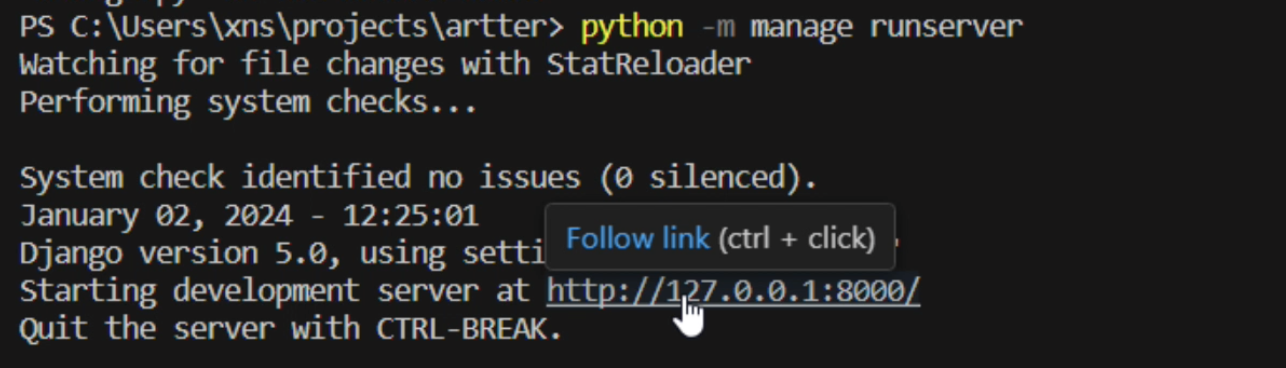 PS C:\Users\xns\projects\artter> python -m manage runserver
Watching for file changes with StatReloader
Performing system checks...
System check identified no issues (0 silenced).
January 02, 2024 - 12:25:01
Follow link (ctrl + click)
Django version 5.0, using setti
Starting development server at http://127.0.0.1:8000/
Quit the server with CTRL-BREAK.